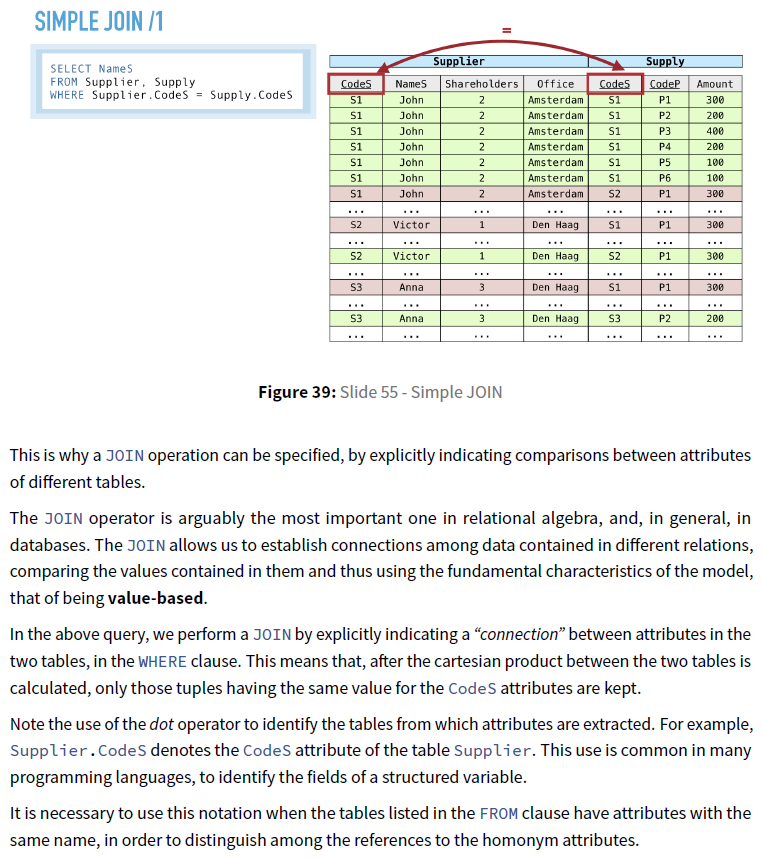 SIMPLE JOIN /1
SELECT NameS
FROM Supplier, Supply
WHERE Supplier.CodeS = Supply.CodeS
=
Supplier Supply
CodeS NameS Shareholders Office CodeS CodeP Amount
S1 John 2 Amsterdam S1 P1 300
S1 John 2 Amsterdam S1 P2 200
S1 John 2 Amsterdam S1 P3 400
S1 John 2 Amsterdam S1 P4 200
S1 John 2 Amsterdam S1 P5 100
S1 John 2 Amsterdam S1 P6 100
S1 John 2 Amsterdam S2 P1 300
... ... ... ... ... ... ...
S2 Victor 1 Den Haag S1 P1 300
... ... ... ... ... ... ...
S2 Victor 1 Den Haag S2 P1 300
... ... ... ... ... ... ...
S3 Anna 3 Den Haag S1 P1 300
... ... ... ... ... ... ...
S3 Anna 3 Den Haag S3 P2 200
... ... ... ... ... ... ...
Figure 39: Slide 55 - Simple JOIN
This is why a JOIN operation can be specified, by explicitly indicating comparisons between attributes
of different tables.
The JOIN operator is arguably the most important one in relational algebra, and, in general, in
databases. The JOIN allows us to establish connections among data contained in different relations,
comparing the values contained in them and thus using the fundamental characteristics of the model,
that of being value-based.
In the above query, we perform a JOIN by explicitly indicating a “connection” between attributes in the
two tables, in the WHERE clause. This means that, after the cartesian product between the two tables is
calculated, only those tuples having the same value for the CodeS attributes are kept.
Note the use of the dot operator to identify the tables from which attributes are extracted. For example,
Supplier.CodeS denotes the CodeS attribute of the table Supplier. This use is common in many
programming languages, to identify the fields of a structured variable.
It is necessary to use this notation when the tables listed in the FROM clause have attributes with the
same name, in order to distinguish among the references to the homonym attributes.